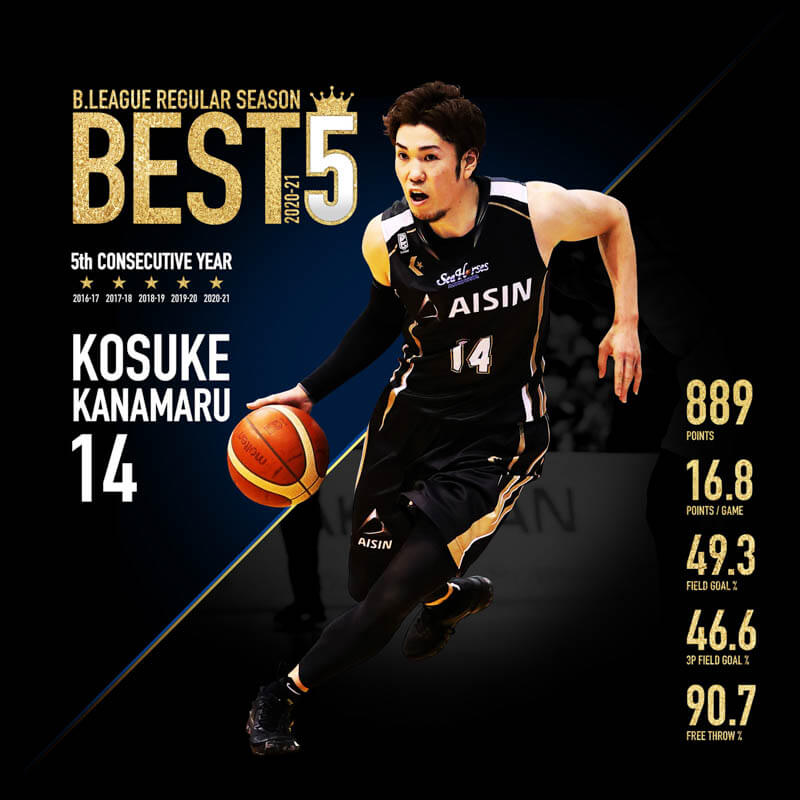 B.LEAGUE REGULAR SEASON
BEST5
2020-21
5th CONSECUTIVE YEAR
2016-17 2017-18 2018-19 2019-20 2020-21
KOSUKE
KANAMARU
14
SeaHorses
AISIN
14
molten
AISIN
889
POINTS
16.8
POINTS / GAME
49.3
FIELD GOAL %
46.6
3P FIELD GOAL %
90.7
FREE THROW %